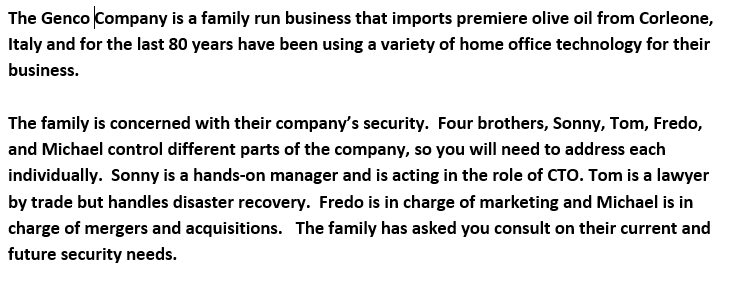 The Genco Company is a family run business that imports premiere olive oil from Corleone,
Italy and for the last 80 years have been using a variety of home office technology for their
business.
The family is concerned with their company's security.  Four brothers, Sonny, Tom, Fredo,
and Michael control different parts of the company, so you will need to address each
individually.  Sonny is a hands-on manager and is acting in the role of CTO. Tom is a lawyer
by trade but handles disaster recovery.  Fredo is in charge of marketing and Michael is in
charge of mergers and acquisitions.   The family has asked you consult on their current and
future security needs.